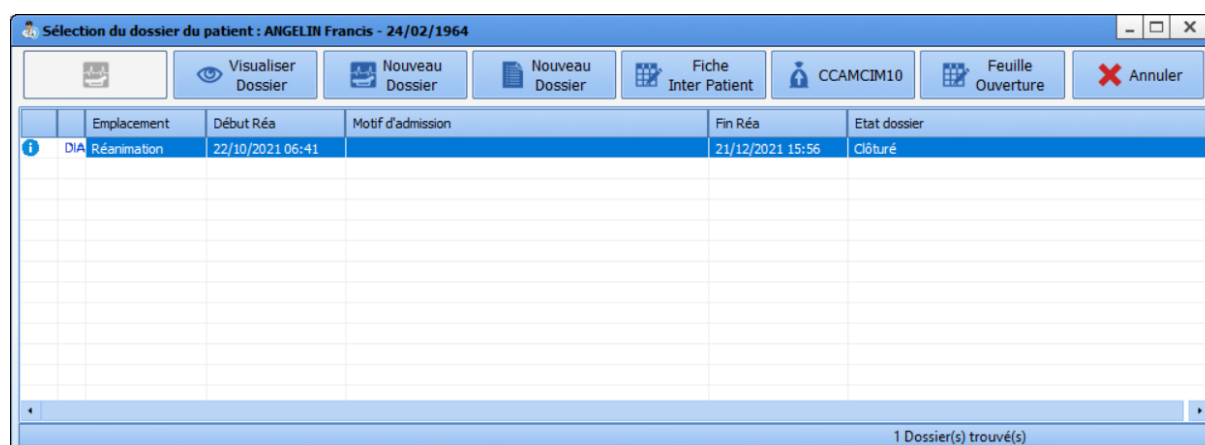 Sélection du dossier du patient : ANGELIN Francis - 24/02/1964
Visualiser
Dossier
Nouveau
Dossier
Nouveau
Dossier
Fiche
Inter Patient
CCAMCIM10
Feuille
Ouverture
Annuler
Emplacement Début Réa Motif d'admission Fin Réa Etat dossier
DIA Réanimation 22/10/2021 06:41 21/12/2021 15:56 Clôturé
1 Dossier(s) trouvé(s)